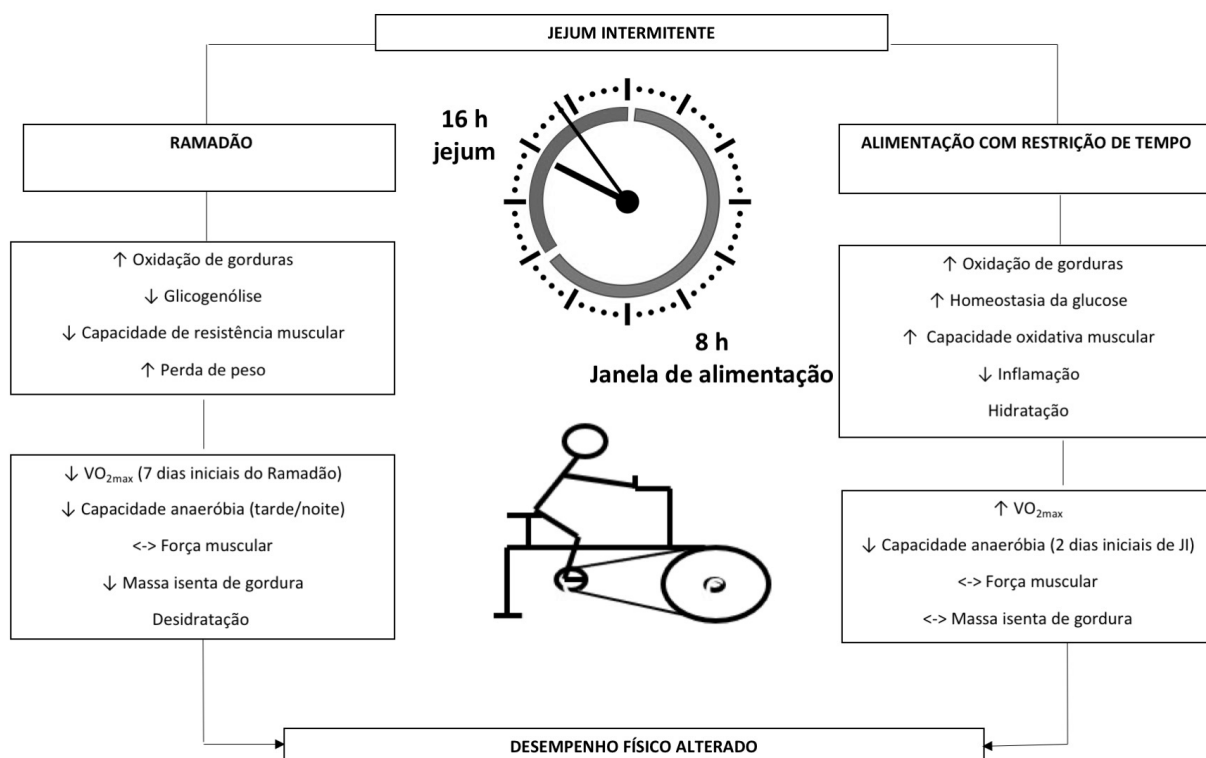 JEJUM INTERMITENTE
RAMADÃO
16 h
jejum
ALIMENTAÇÃO COM RESTRIÇÃO DE TEMPO
↑ Oxidação de gorduras
↓ Glicogenólise
↓ Capacidade de resistência muscular
↑ Perda de peso
8 h
Janela de alimentação
↑ Oxidação de gorduras
↑ Homeostasia da glucose
↑ Capacidade oxidativa muscular
↓ Inflamação
Hidratação
↓ VO₂max (7 dias iniciais do Ramadão)
↓ Capacidade anaeróbia (tarde/noite)
<-> Força muscular
↓ Massa isenta de gordura
Desidratação
↑ VO₂max
↓ Capacidade anaeróbia (2 dias iniciais de JI)
<-> Força muscular
<-> Massa isenta de gordura
DESEMPENHO FÍSICO ALTERADO